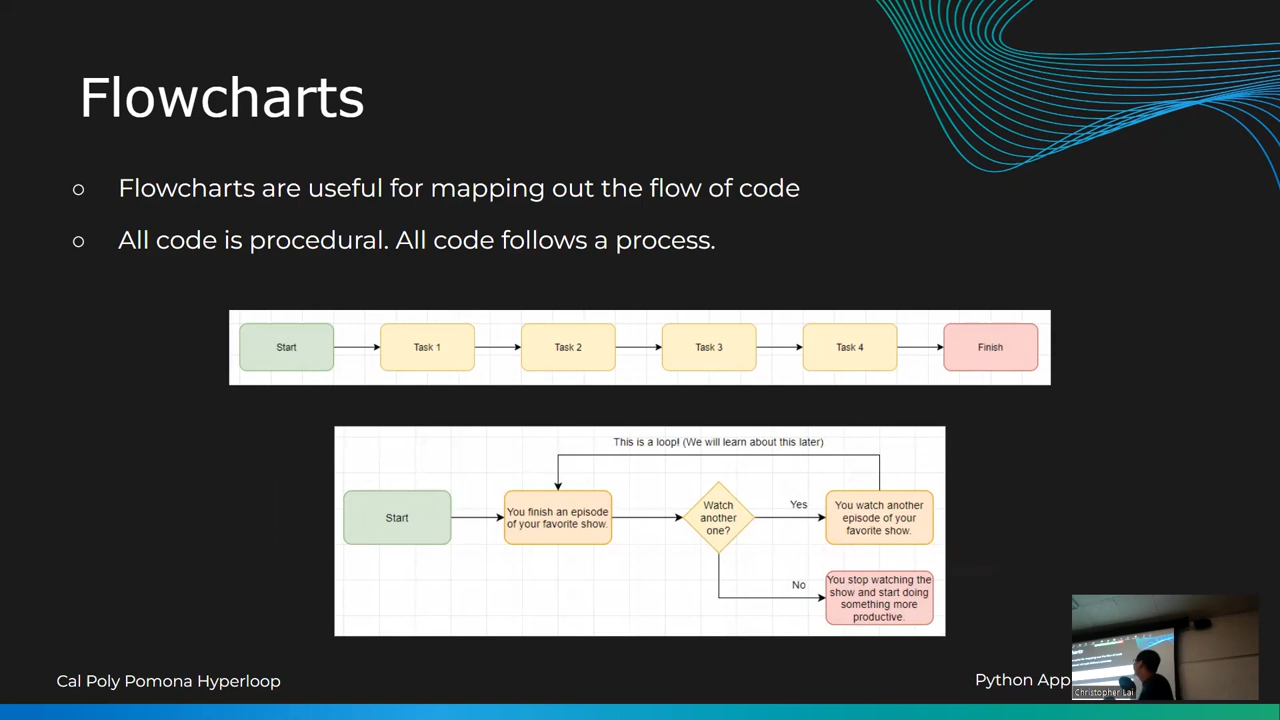 Flowcharts
Flowcharts are useful for mapping out the flow of code
All code is procedural. All code follows a process.
Start
Task 1
Task 2
Task 3
Task 4
Finish
This is a loop! (We will learn about this later)
Start
You finish an episode
of your favorite show.
Watch
another
one?
Yes
You watch another
episode of your
favorite show.
No
You stop watching the
show and start doing
something more
productive.
Cal Poly Pomona Hyperloop
Python App
Christopher Lai